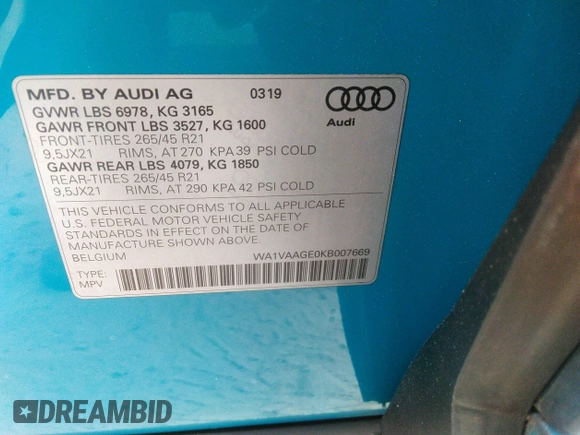 MFD. BY AUDI AG 0319
GVWR LBS 6978, KG 3165
GAWR FRONT LBS 3527, KG 1600
FRONT-TIRES 265/45 R21
9,5JX21 RIMS, AT 270 KPA 39 PSI COLD
GAWR REAR LBS 4079, KG 1850
REAR-TIRES 265/45 R21
9,5JX21 RIMS, AT 290 KPA 42 PSI COLD
Audi
THIS VEHICLE CONFORMS TO ALL APPLICABLE
U.S. FEDERAL MOTOR VEHICLE SAFETY
STANDARDS IN EFFECT ON THE DATE OF
MANUFACTURE SHOWN ABOVE.
BELGIUM WA1VAAGE0KB007669
TYPE:
MPV
DREAMBID